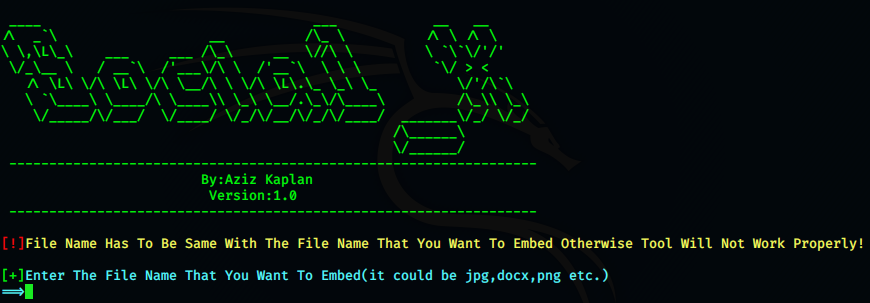 Social_X
By:Aziz Kaplan
Version:1.0
[!]File Name Has To Be Same With The File Name That You Want To Embed Otherwise Tool Will Not Work Properly!
[+]Enter The File Name That You Want To Embed(it could be jpg,docx,png etc.)
==>